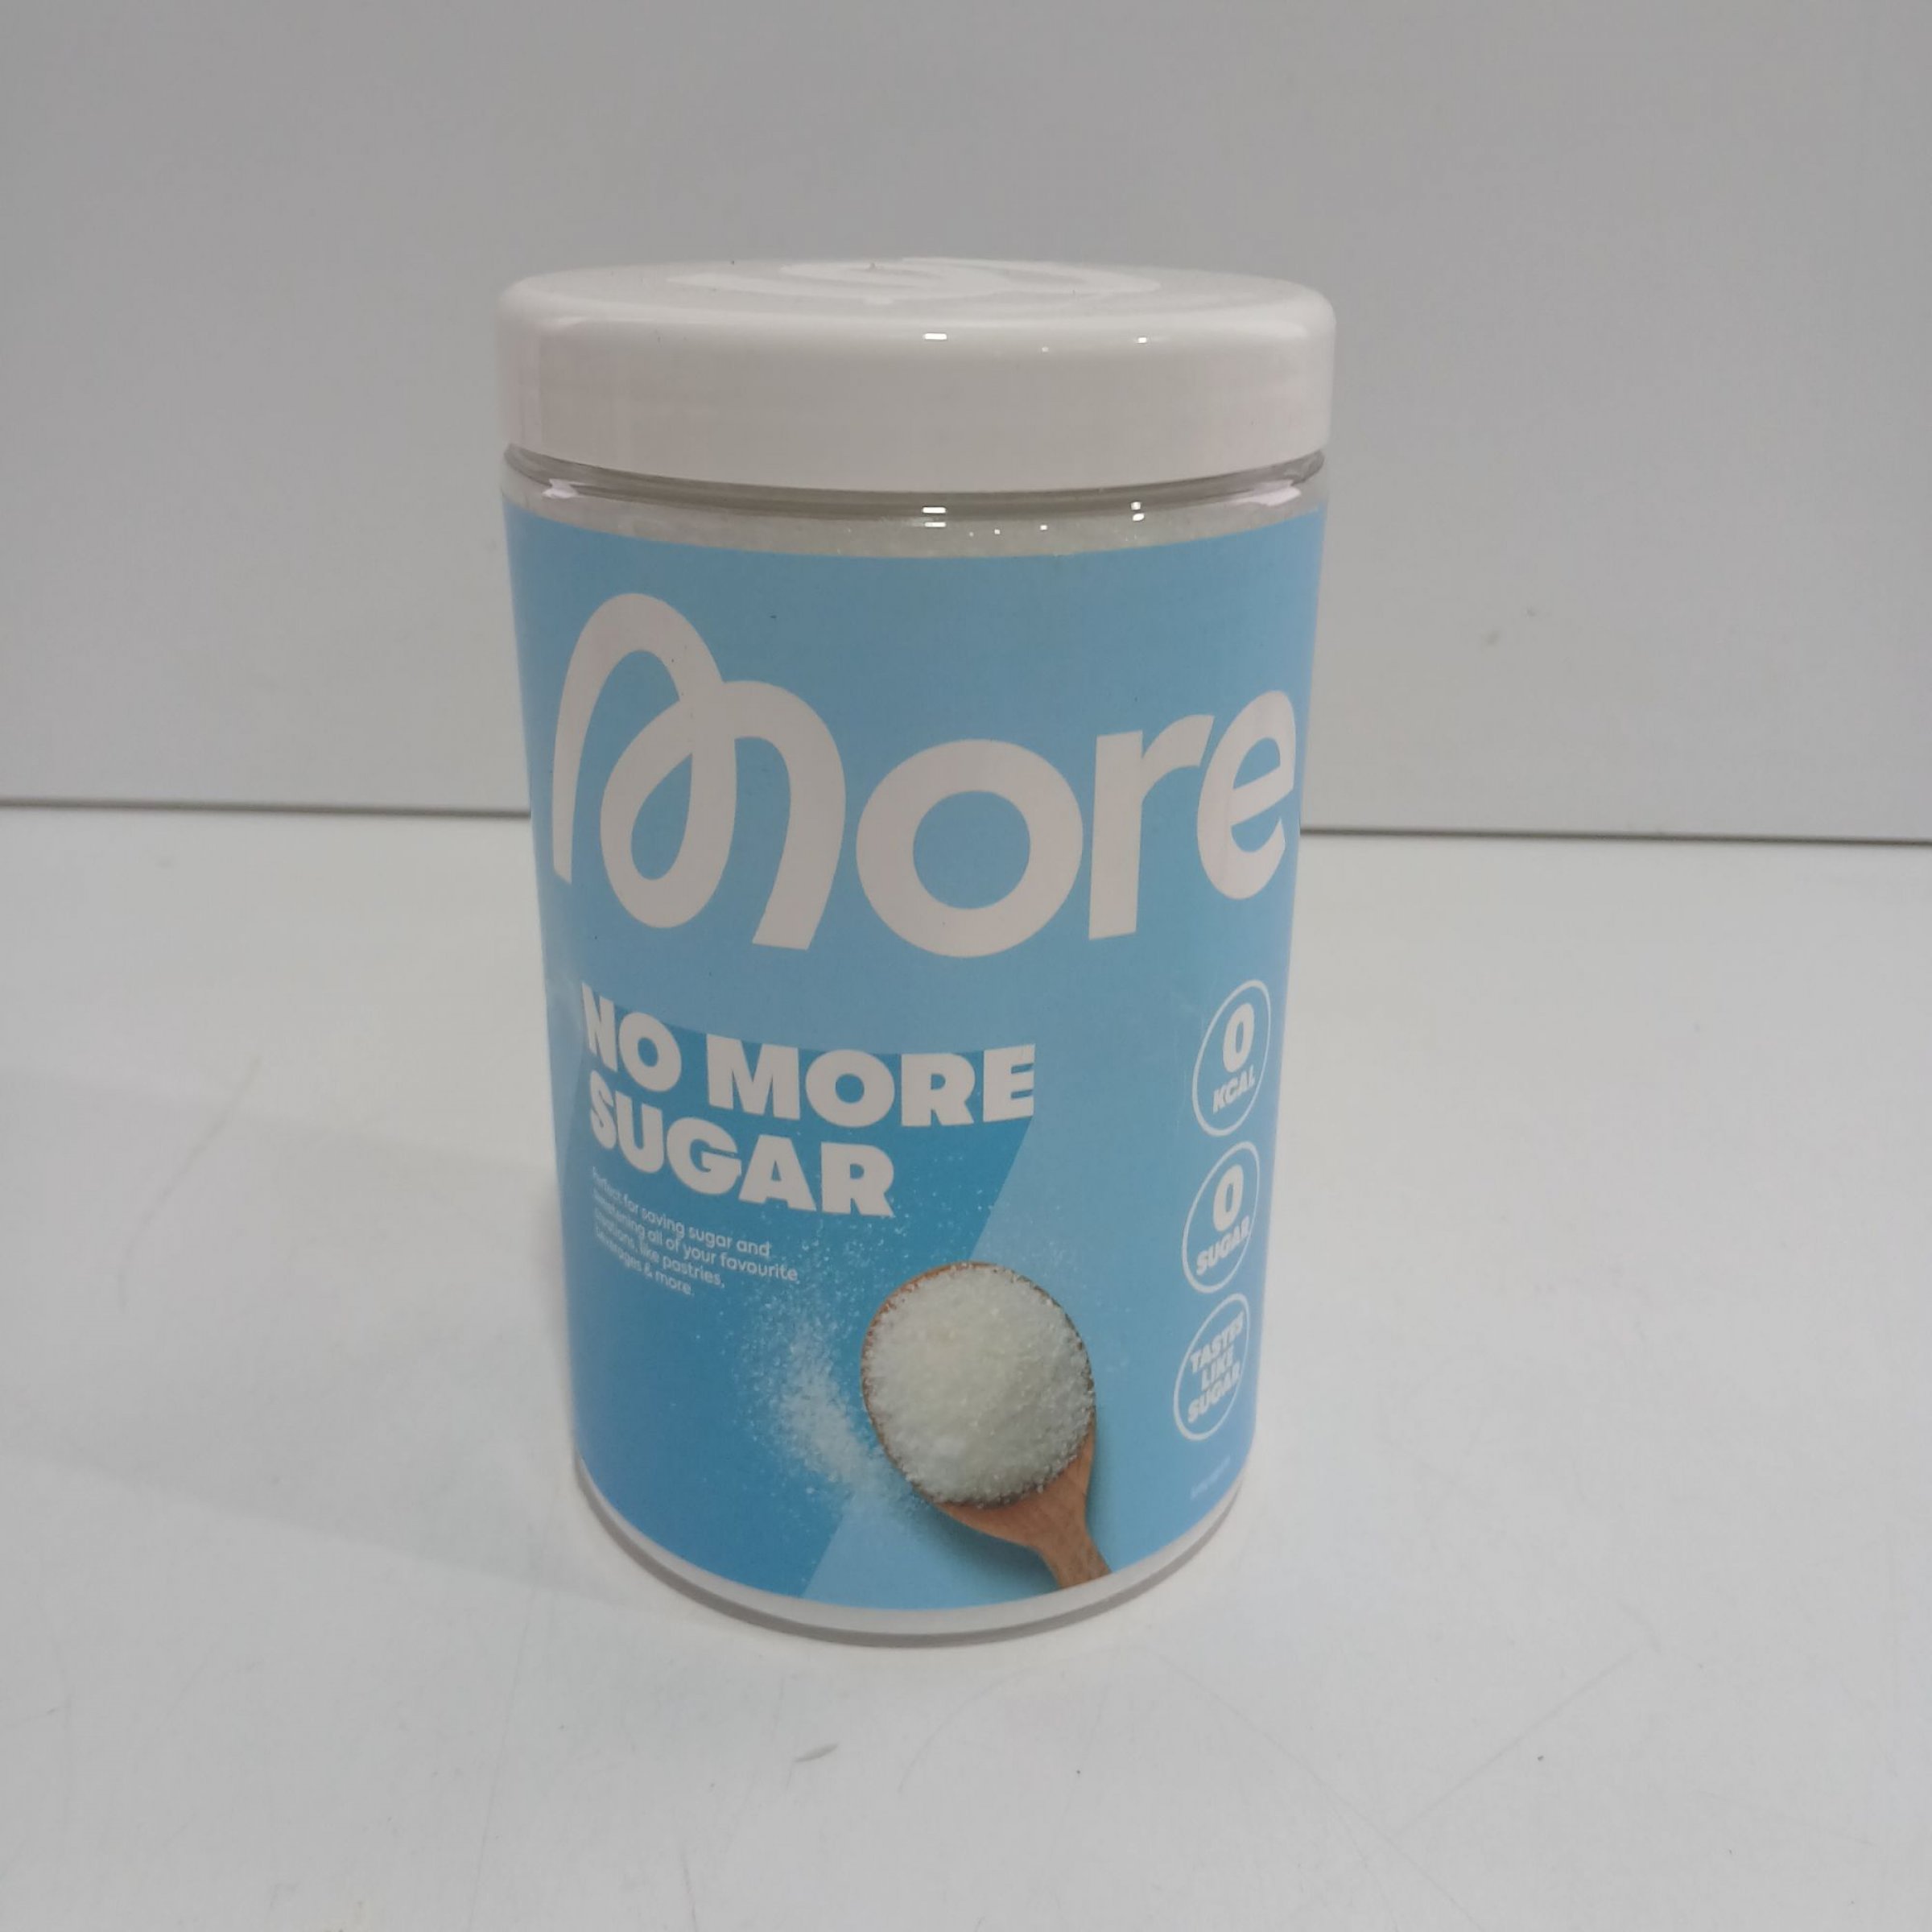 More
NO MORE
SUGAR
Perfect for saving sugar and
sweetening all of your favourite
creations, like pastries,
beverages & more.
0
KCAL
0
SUGAR
TASTES
LIKE
SUGAR